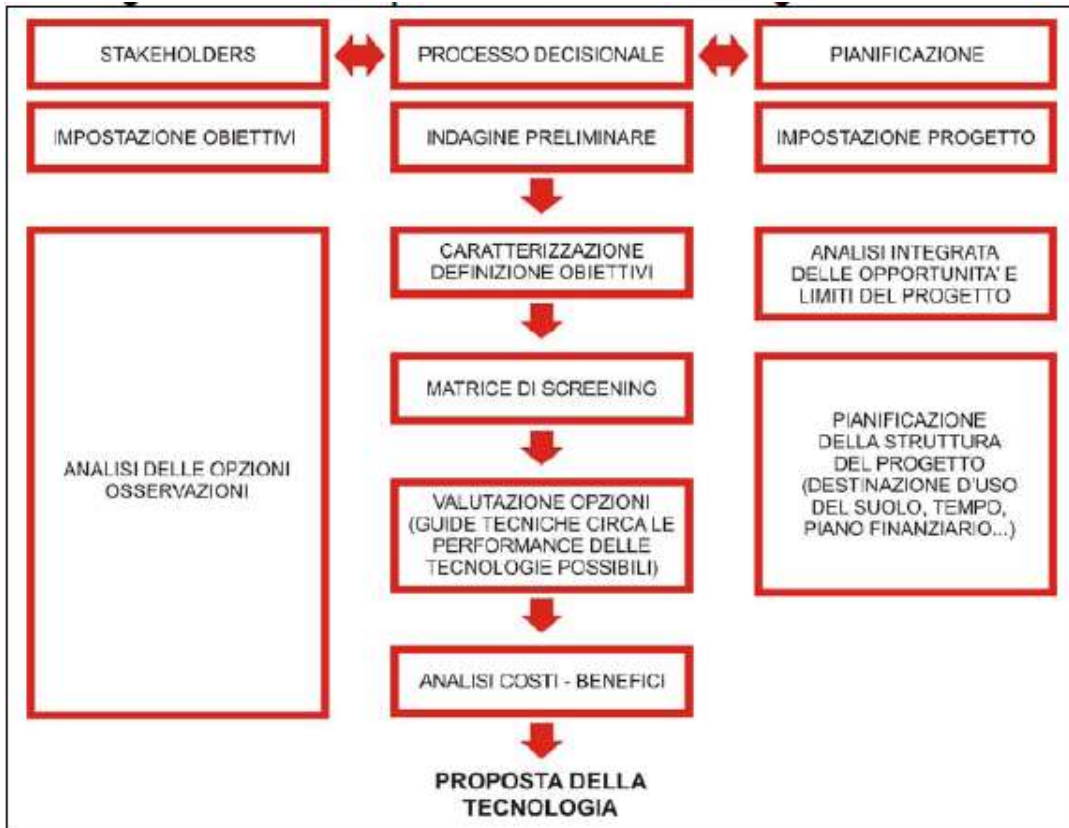 STAKEHOLDERS
PROCESSO DECISIONALE
PIANIFICAZIONE
IMPOSTAZIONE OBIETTIVI
INDAGINE PRELIMINARE
IMPOSTAZIONE PROGETTO
CARATTERIZZAZIONE
DEFINIZIONE OBIETTIVI
ANALISI INTEGRATA
DELLE OPPORTUNITA' E
LIMITI DEL PROGETTO
MATRICE DI SCREENING
ANALISI DELLE OPZIONI
OSSERVAZIONI
PIANIFICAZIONE
DELLA STRUTTURA
DEL PROGETTO
(DESTINAZIONE D'USO
DEL SUOLO, TEMPO,
PIANO FINANZIARIO...)
VALUTAZIONE OPZIONI
(GUIDE TECNICHE CIRCA LE
PERFORMANCE DELLE
TECNOLOGIE POSSIBILI)
ANALISI COSTI - BENEFICI
PROPOSTA DELLA
TECNOLOGIA